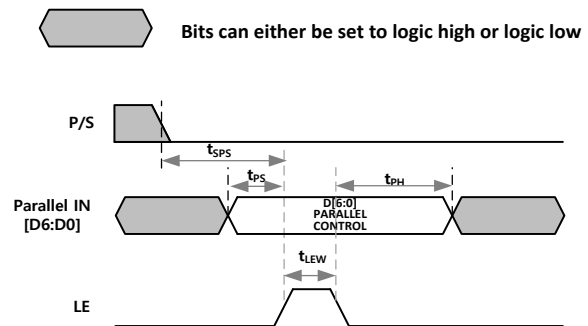 Bits can either be set to logic high or logic low
P/S
tSPS
tPS
tPH
Parallel IN
[D6:D0]
D[6:0]
PARALLEL
CONTROL
tLEW
LE